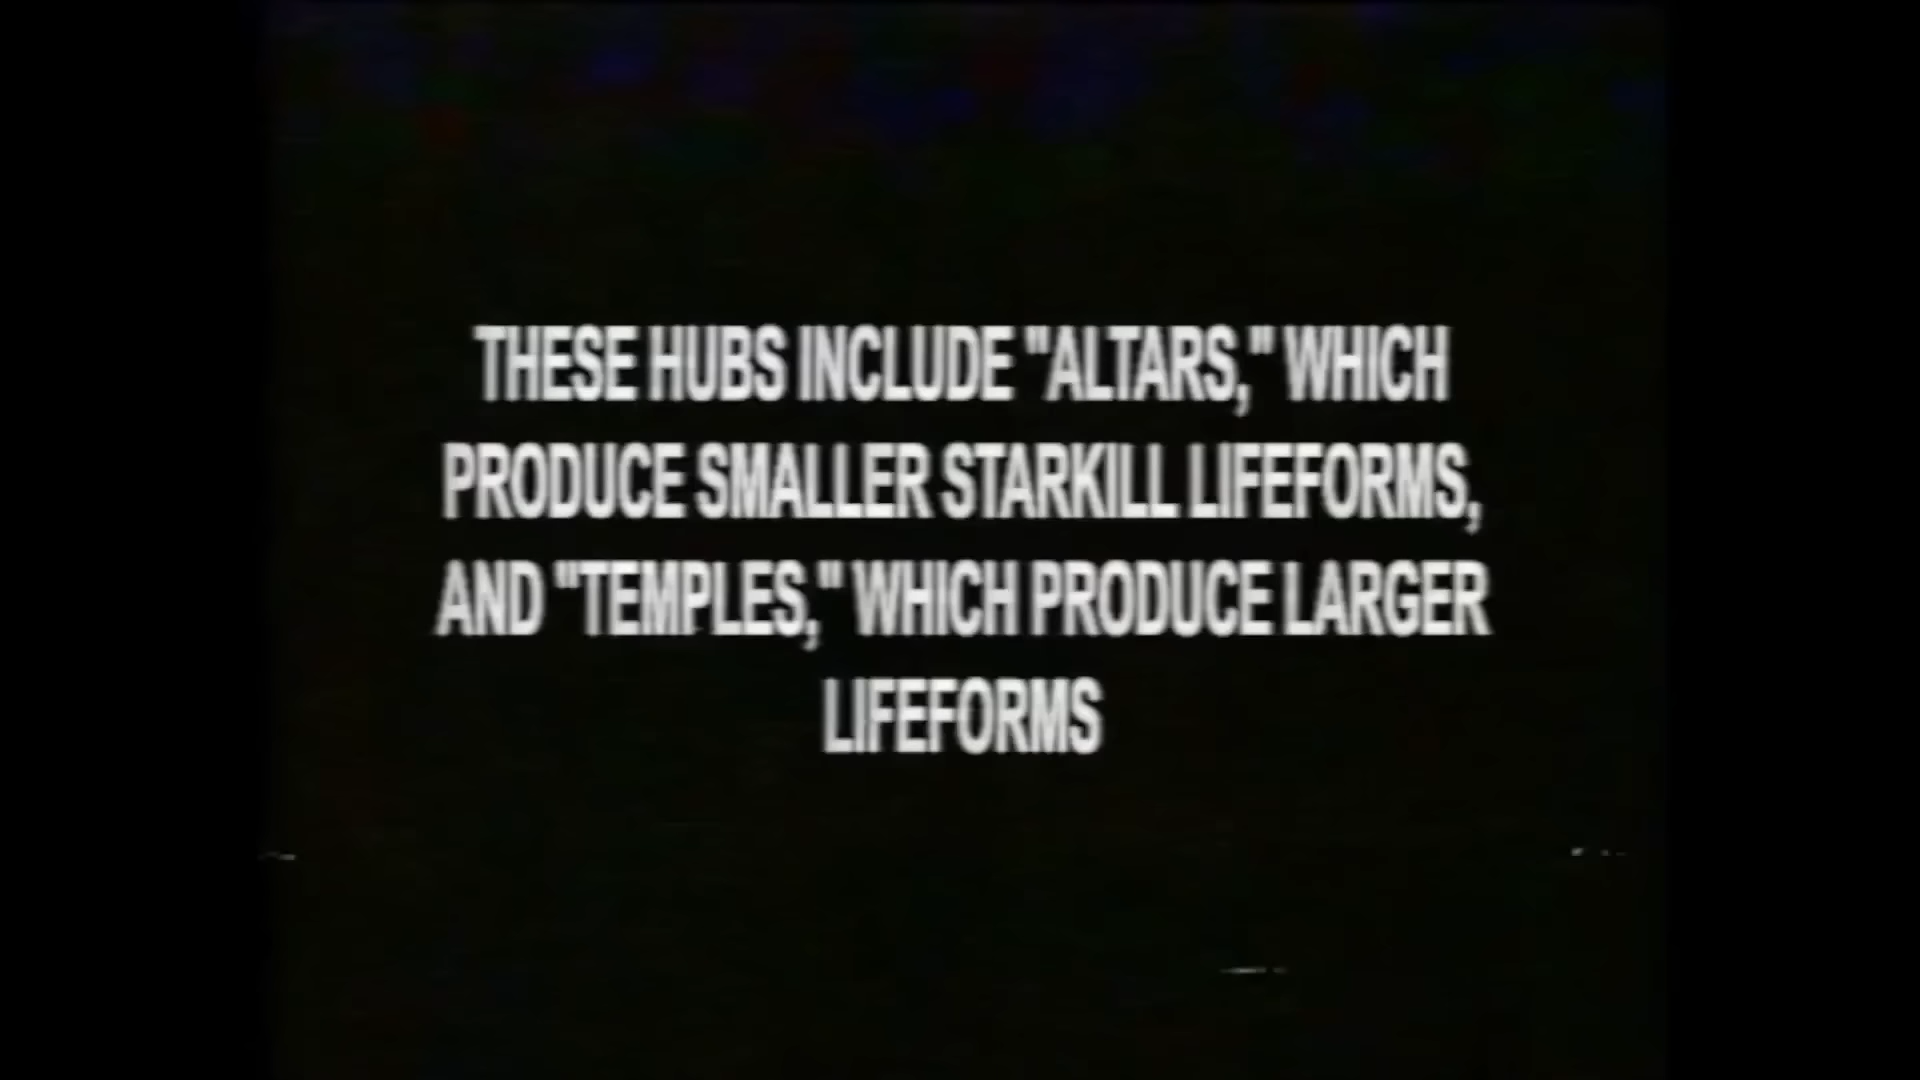 THESE HUBS INCLUDE "ALTARS," WHICH
PRODUCE SMALLER STARKILL LIFEFORMS,
AND "TEMPLES," WHICH PRODUCE LARGER
LIFEFORMS